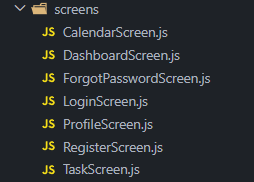 screens
JS CalendarScreen.js
JS DashboardScreen.js
JS ForgotPasswordScreen.js
JS LoginScreen.js
JS ProfileScreen.js
JS RegisterScreen.js
JS TaskScreen.js